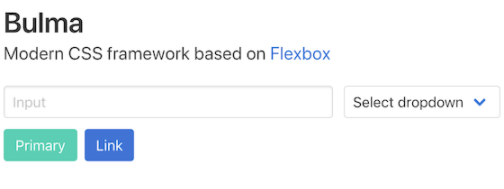 Bulma
Modern CSS framework based on Flexbox
Input
Select dropdown
Primary
Link